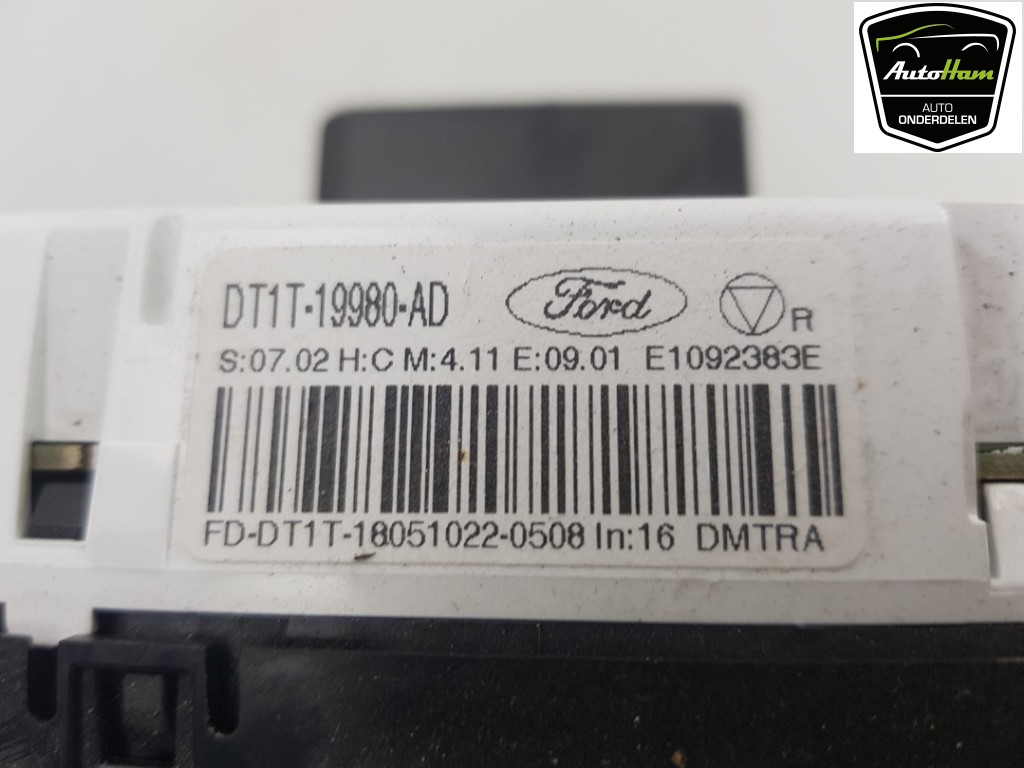 AutoHam
AUTO
ONDERDELEN
DT1T-19980-AD Ford R
S:07.02 H:C M:4.11 E:09.01 E1092383E
FD-DT1T-18051022-0508 In:16 DMTRA